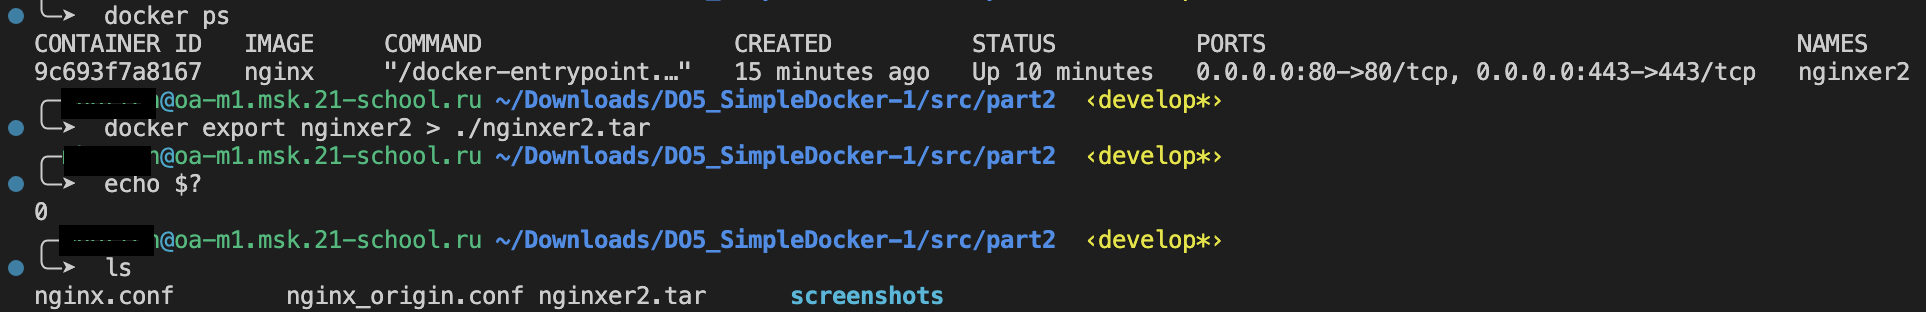 docker ps
CONTAINER ID   IMAGE     COMMAND                  CREATED          STATUS          PORTS                                      NAMES
9c693f7a8167   nginx     "/docker-entrypoint.…"   15 minutes ago   Up 10 minutes   0.0.0.0:80->80/tcp, 0.0.0.0:443->443/tcp   nginxer2
@oa-m1.msk.21-school.ru ~/Downloads/DO5_SimpleDocker-1/src/part2 ‹develop*›
docker export nginxer2 > ./nginxer2.tar
@oa-m1.msk.21-school.ru ~/Downloads/DO5_SimpleDocker-1/src/part2 ‹develop*›
echo $?
0
@oa-m1.msk.21-school.ru ~/Downloads/DO5_SimpleDocker-1/src/part2 ‹develop*›
ls
nginx.conf        nginx_origin.conf nginxer2.tar      screenshots